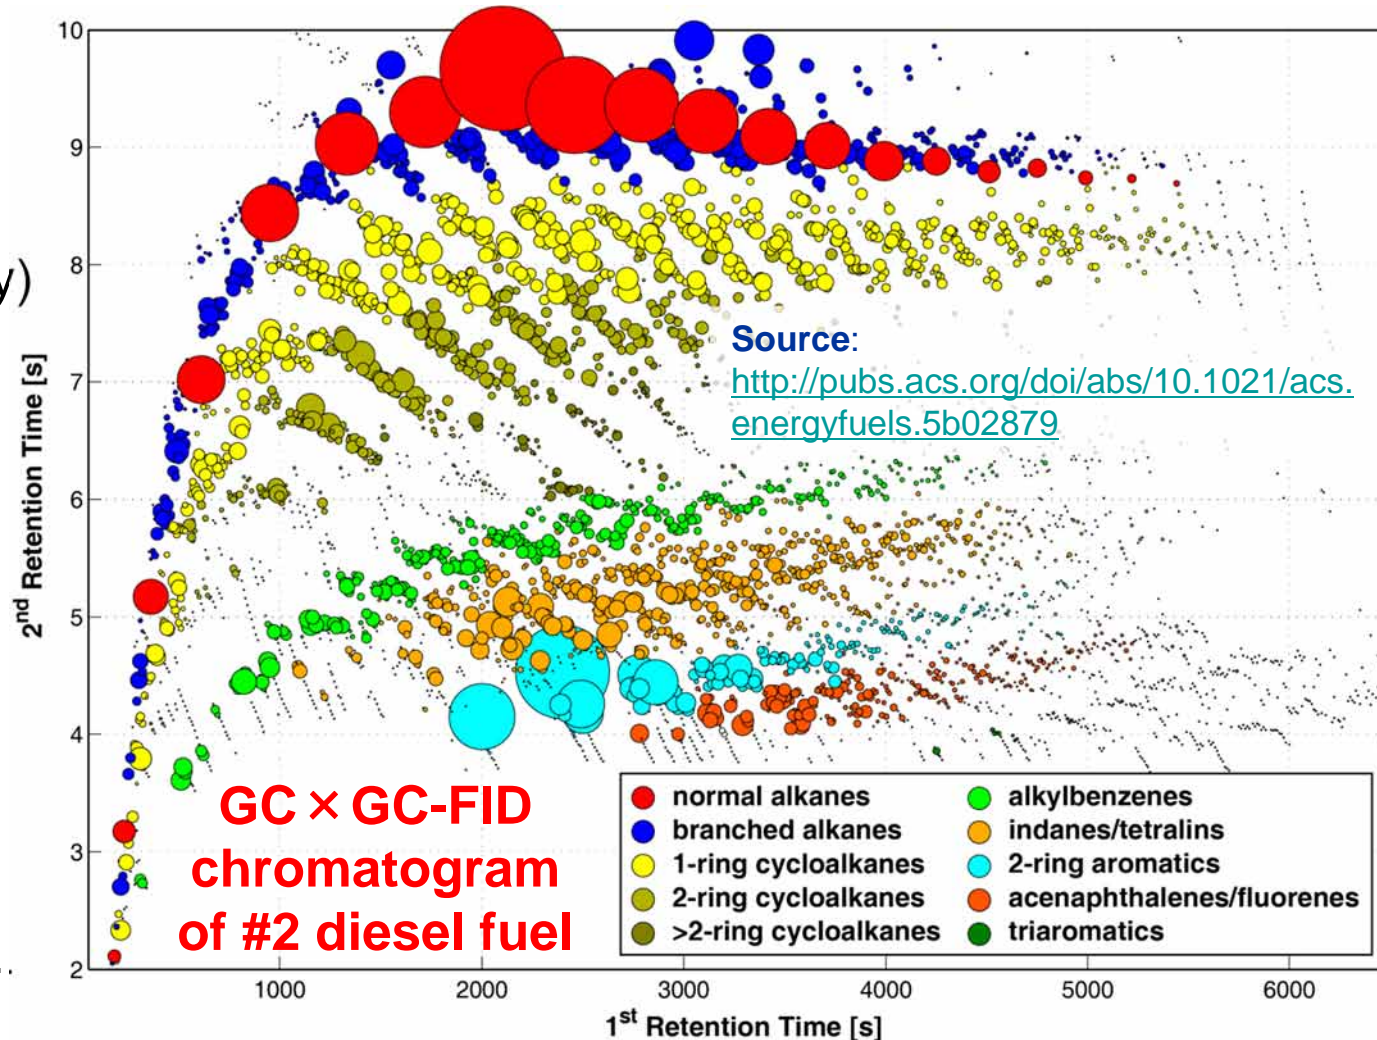 10
9
8
7
6
5
4
3
2
y)
2nd Retention Time [s]
Source:
http://pubs.acs.org/doi/abs/10.1021/acs.
energyfuels.5b02879
GC × GC-FID
chromatogram
of #2 diesel fuel
normal alkanes
branched alkanes
1-ring cycloalkanes
2-ring cycloalkanes
>2-ring cycloalkanes
alkylbenzenes
indanes/tetralins
2-ring aromatics
acenaphthalenes/fluorenes
triaromatics
1000 2000 3000 4000 5000 6000
1st Retention Time [s]